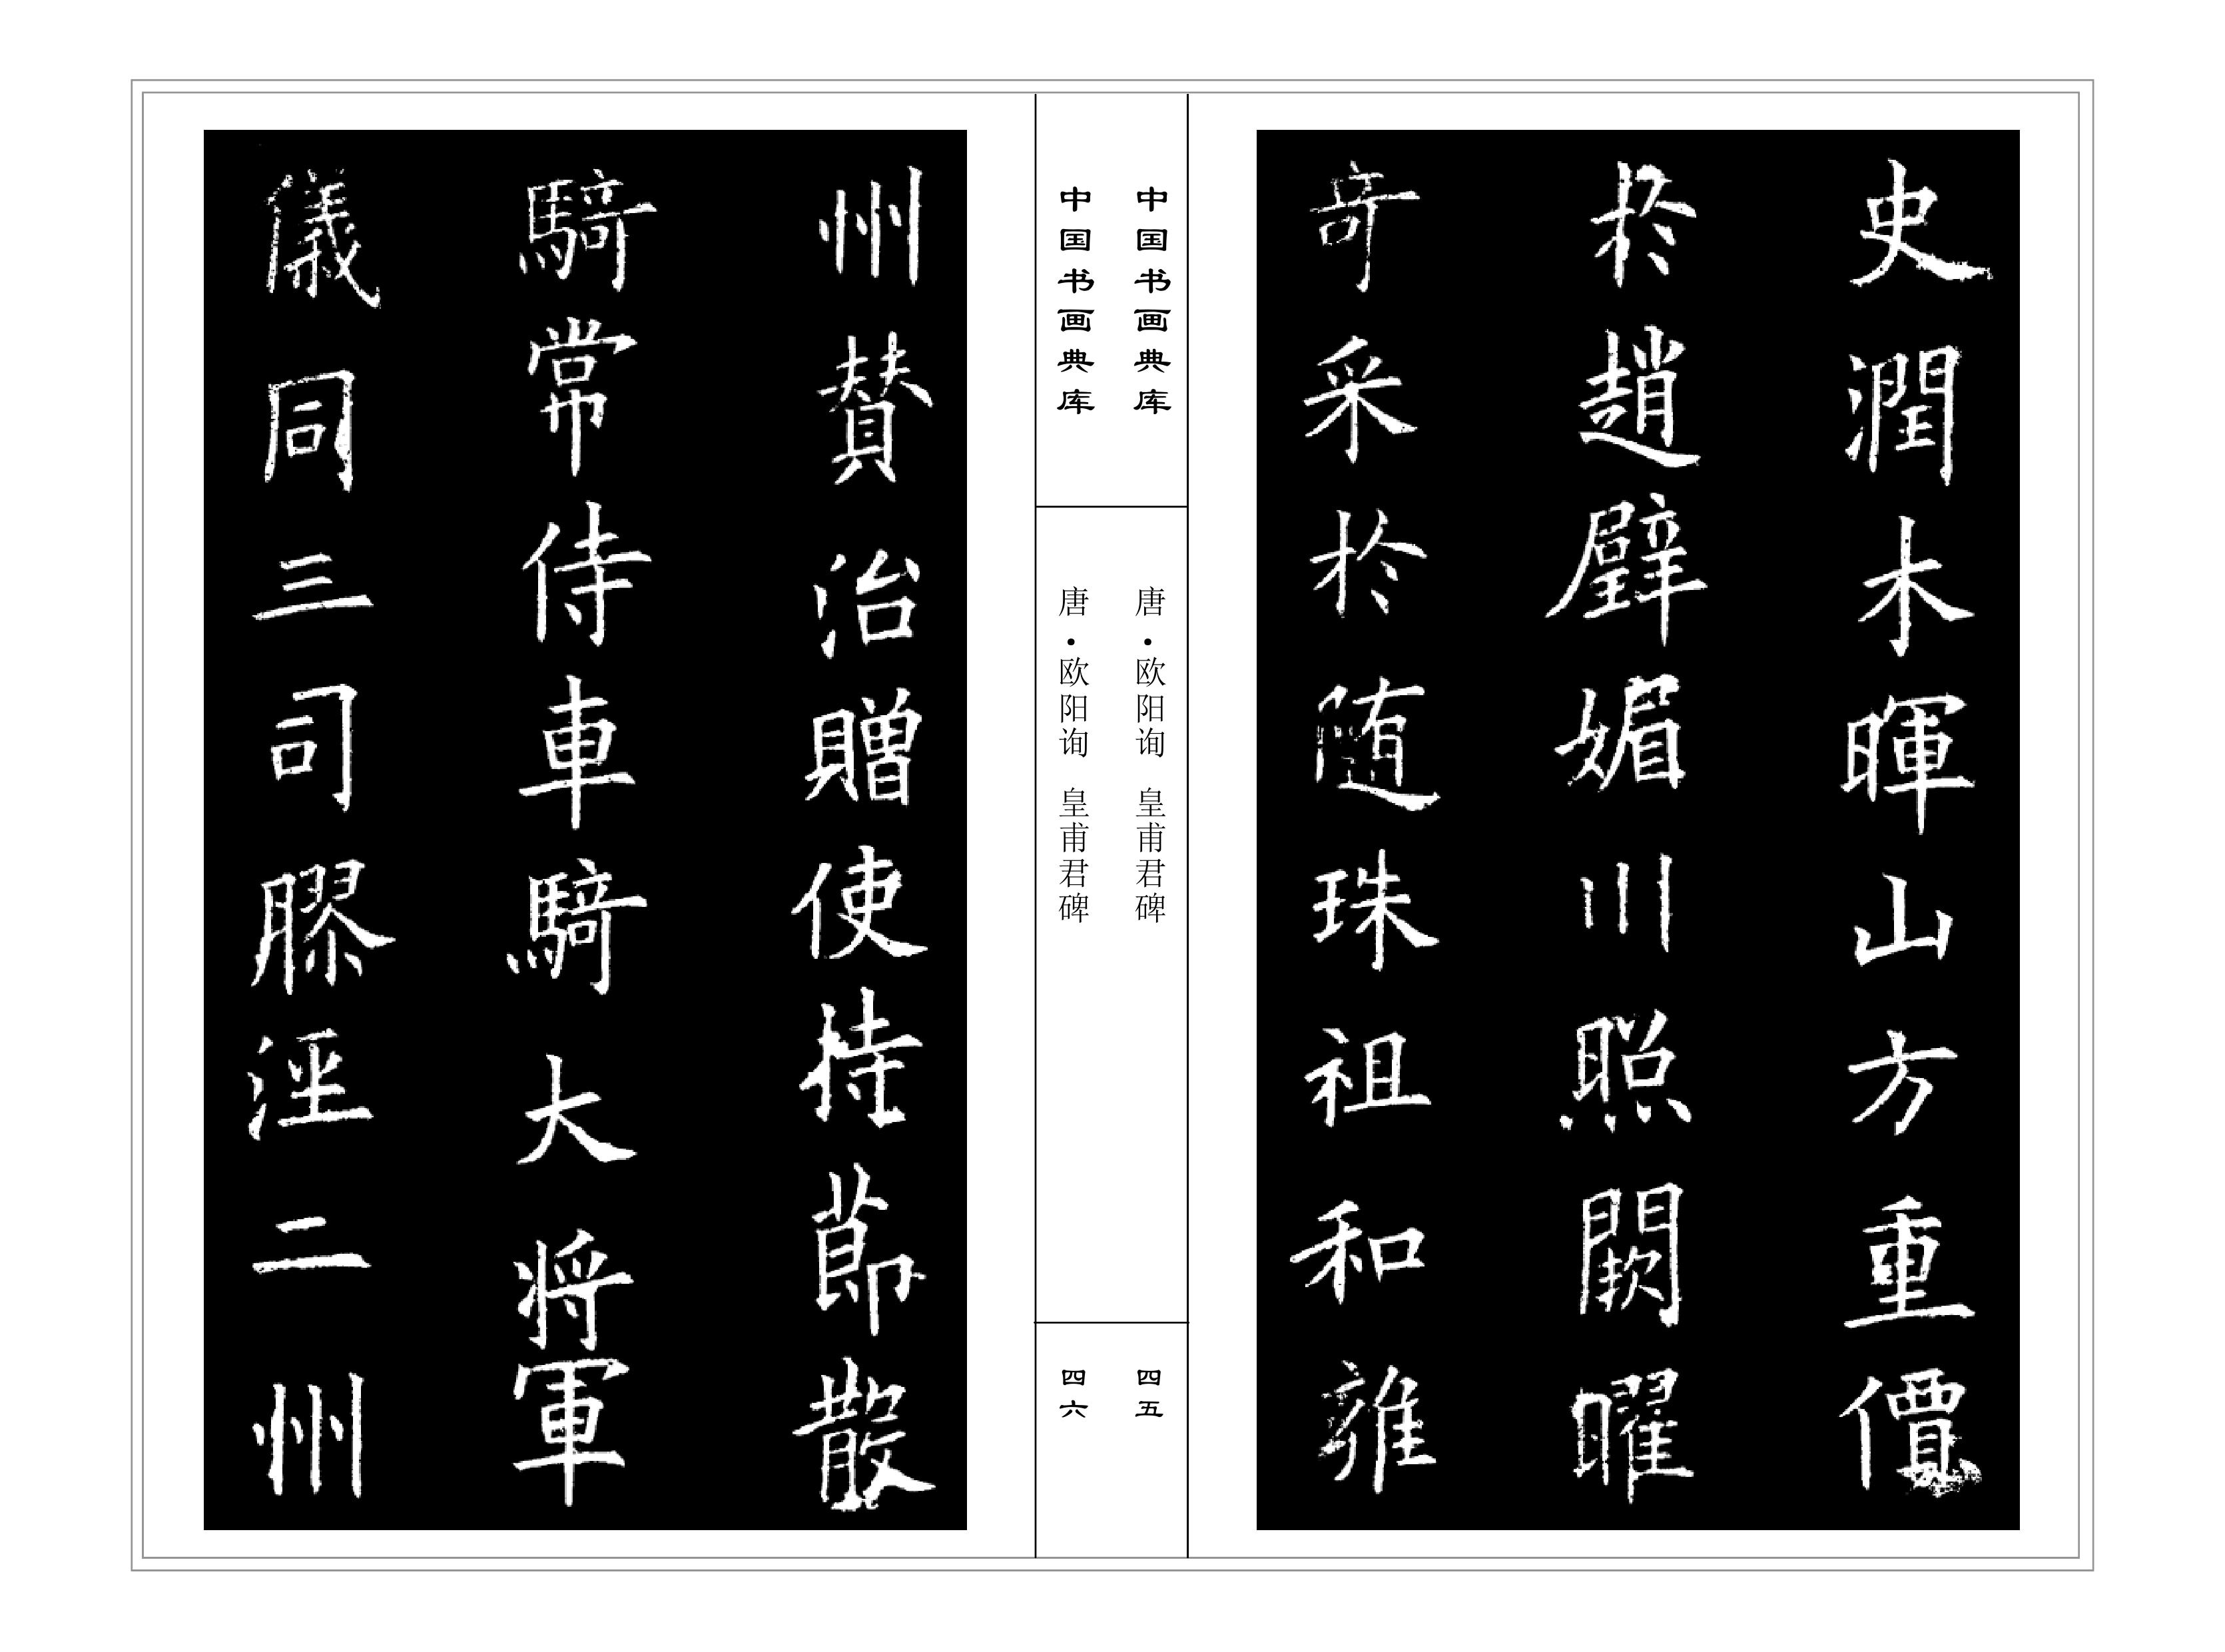 史潤木暉山方重價
於趙璧媚川照闕曜
奇采於随珠祖和雍
中国书画典库
唐·欧阳询 皇甫君碑
四五
中国书画典库
唐·欧阳询 皇甫君碑
四六
州賛治贈使持節散
騎常侍車騎大将軍
儀同三司膠涇二州